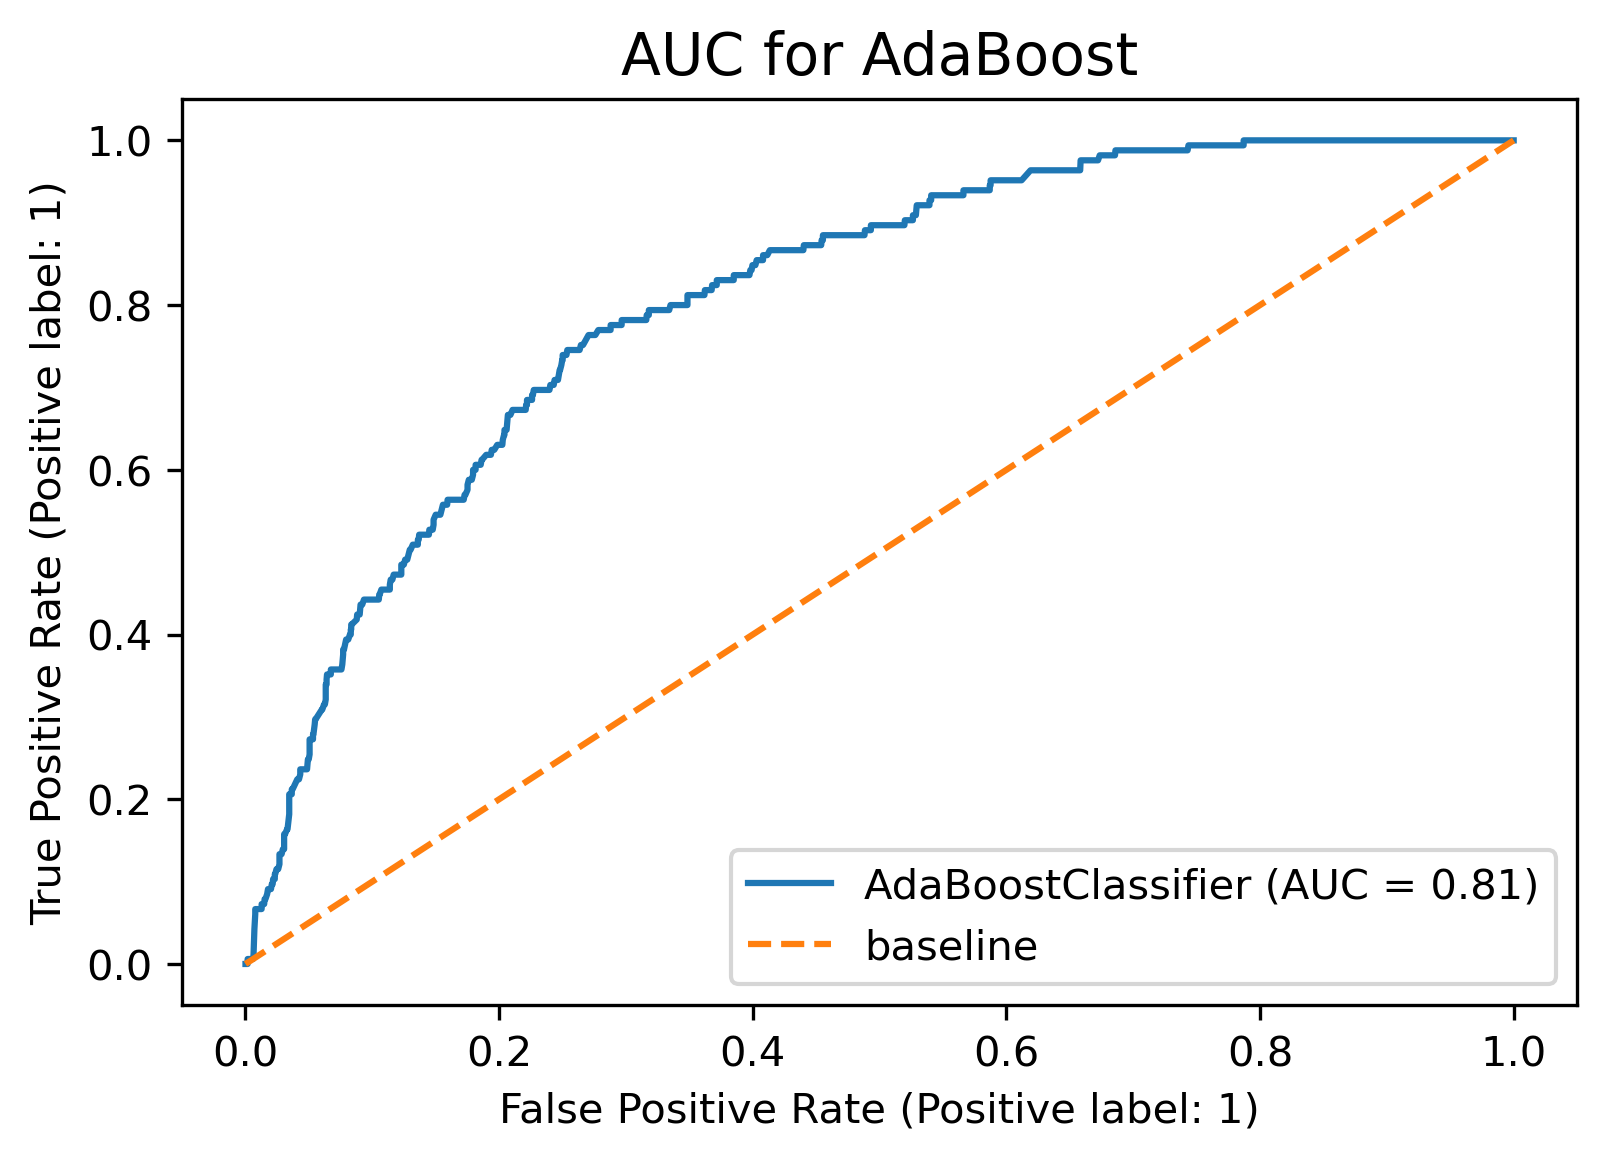 AUC for AdaBoost
True Positive Rate (Positive label: 1)
1.0
0.8
0.6
0.4
0.2
0.0
AdaBoostClassifier (AUC = 0.81)
baseline
0.0 0.2 0.4 0.6 0.8 1.0
False Positive Rate (Positive label: 1)